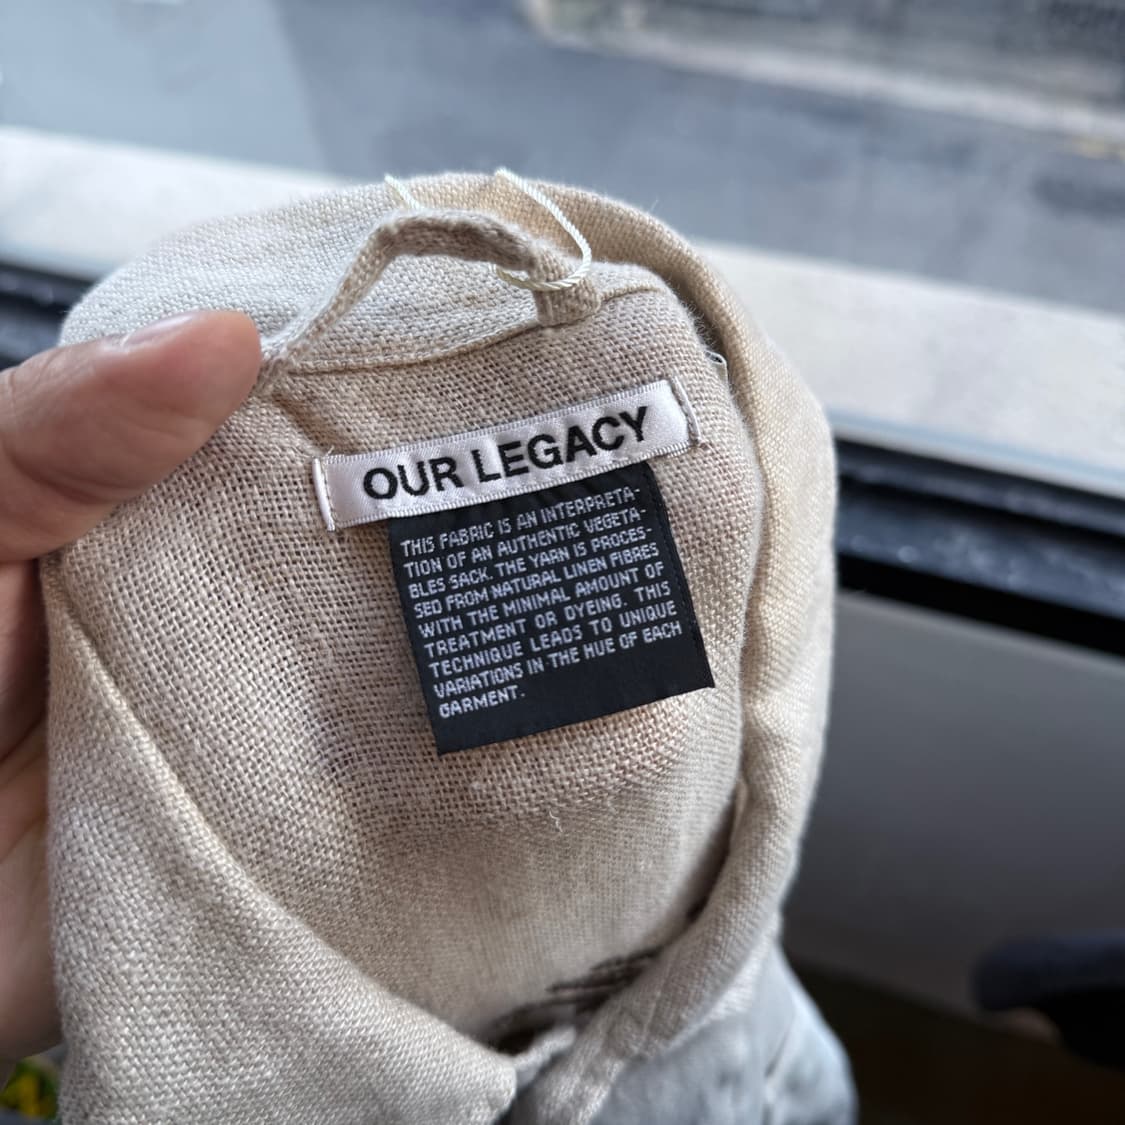 OUR LEGACY
THIS FABRIC IS AN INTERPRETA-
TION OF AN AUTHENTIC VEGETA-
BLES SACK. THE YARN IS PROCES-
SED FROM NATURAL LINEN FIBRES
WITH THE MINIMAL AMOUNT OF
TREATMENT OR DYEING. THIS
TECHNIQUE LEADS TO UNIQUE
VARIATIONS IN THE HUE OF EACH
GARMENT.